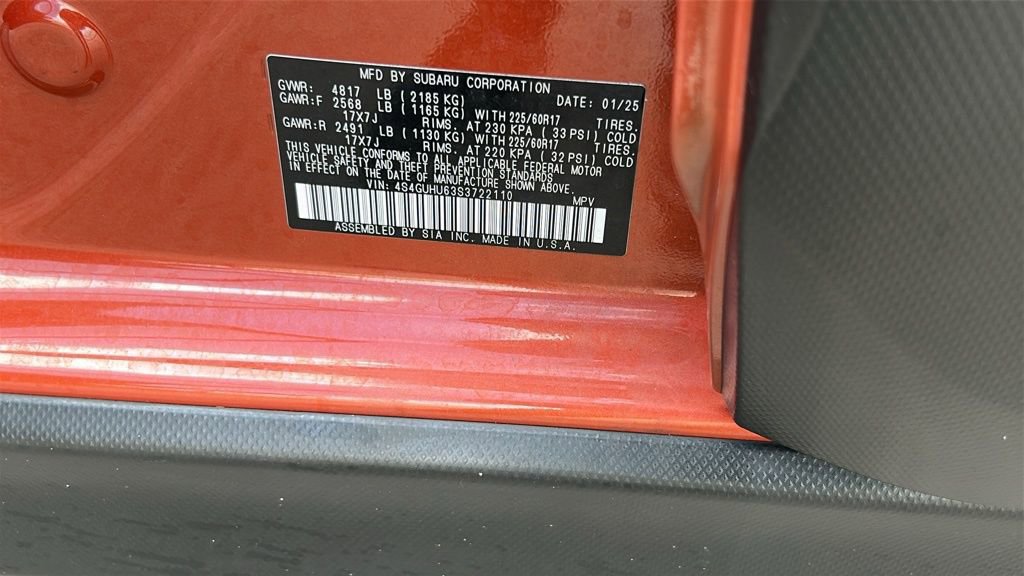 MFD BY SUBARU CORPORATION
GVWR: 4817 LB (2185 KG) DATE: 01/25
GAWR:F 2568 LB (1165 KG) WITH 225/60R17 TIRES,
17X7J RIMS, AT 230 KPA (33 PSI) COLD
GAWR:R 2491 LB (1130 KG) WITH 225/60R17 TIRES,
17X7J RIMS, AT 220 KPA (32 PSI) COLD
THIS VEHICLE CONFORMS TO ALL APPLICABLE FEDERAL MOTOR
VEHICLE SAFETY AND THEFT PREVENTION STANDARDS
IN EFFECT ON THE DATE OF MANUFACTURE SHOWN ABOVE.
VIN: 4S4GUHU63S3722110 MPV
ASSEMBLED BY SIA INC. MADE IN U.S.A.